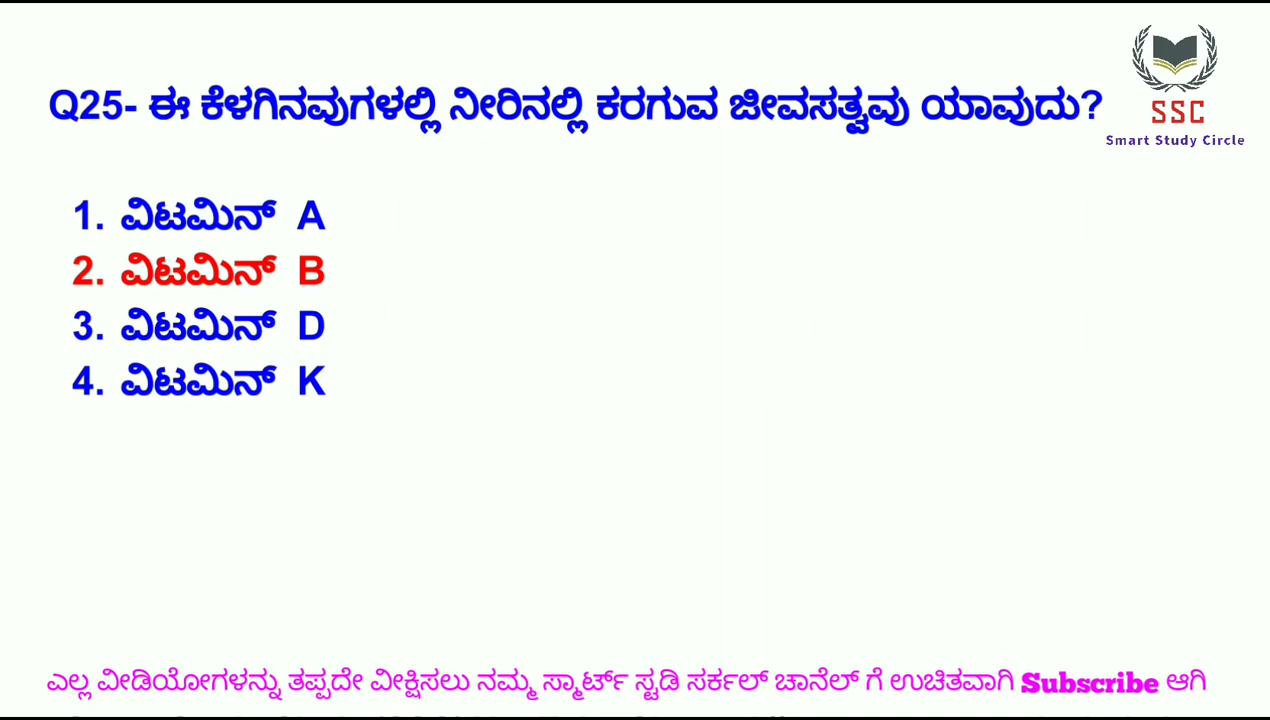 Q25- ಈ ಕೆಳಗಿನವುಗಳಲ್ಲಿ ನೀರಿನಲ್ಲಿ ಕರಗುವ ಜೀವಸತ್ವವು ಯಾವುದು?
SSC
Smart Study Circle
1. ವಿಟಮಿನ್ A
2. ವಿಟಮಿನ್ B
3. ವಿಟಮಿನ್ D
4. ವಿಟಮಿನ್ K
ಎಲ್ಲ ವೀಡಿಯೋಗಳನ್ನು ತಪ್ಪದೇ ವೀಕ್ಷಿಸಲು ನಮ್ಮ ಸ್ಮಾರ್ಟ್ ಸ್ಟಡಿ ಸರ್ಕಲ್ ಚಾನೆಲ್ ಗೆ ಉಚಿತವಾಗಿ Subscribe ಆಗಿ